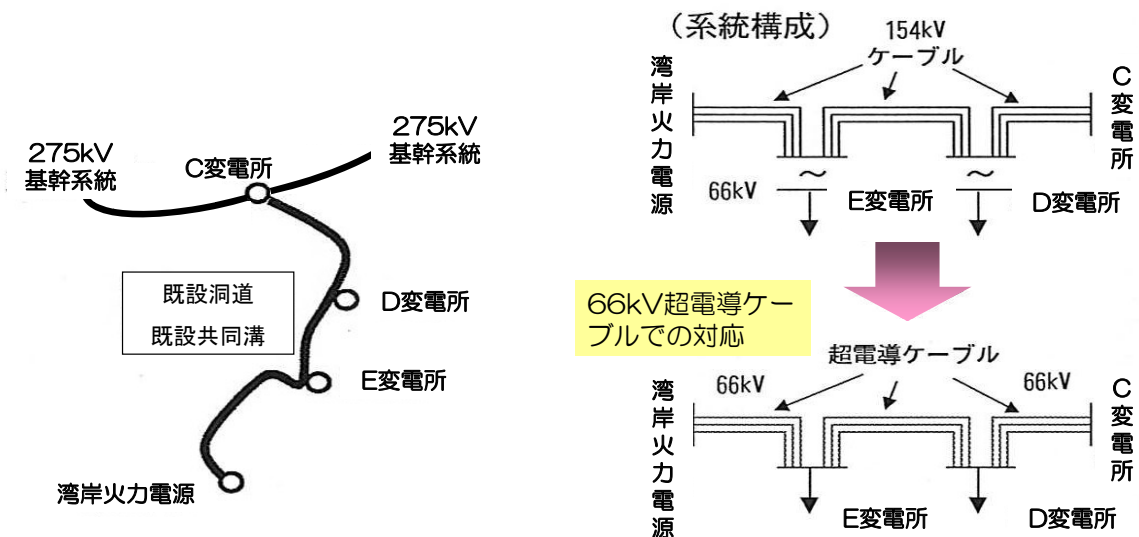 275kV
基幹系統
C変電所
275kV
基幹系統
既設洞道
既設共同溝
D変電所
E変電所
湾岸火力電源
（系統構成）
154kV
ケーブル
湾岸火力電源
C変電所
66kV
E変電所
D変電所
66kV超電導ケー
ブルでの対応
超電導ケーブル
66kV
66kV
湾岸火力電源
C変電所
E変電所
D変電所